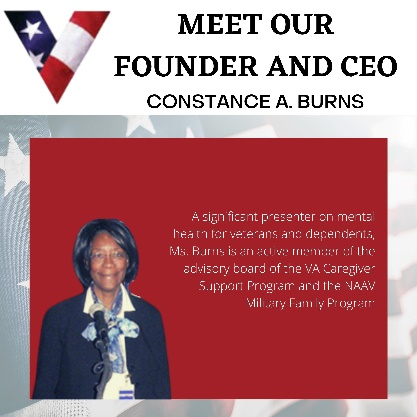 MEET OUR
FOUNDER AND CEO
CONSTANCE A. BURNS
A significant presenter on mental
health for veterans and dependents,
Ms. Burns is an active member of the
advisory board of the VA Caregiver
Support Program and the NAAV
Military Family Program